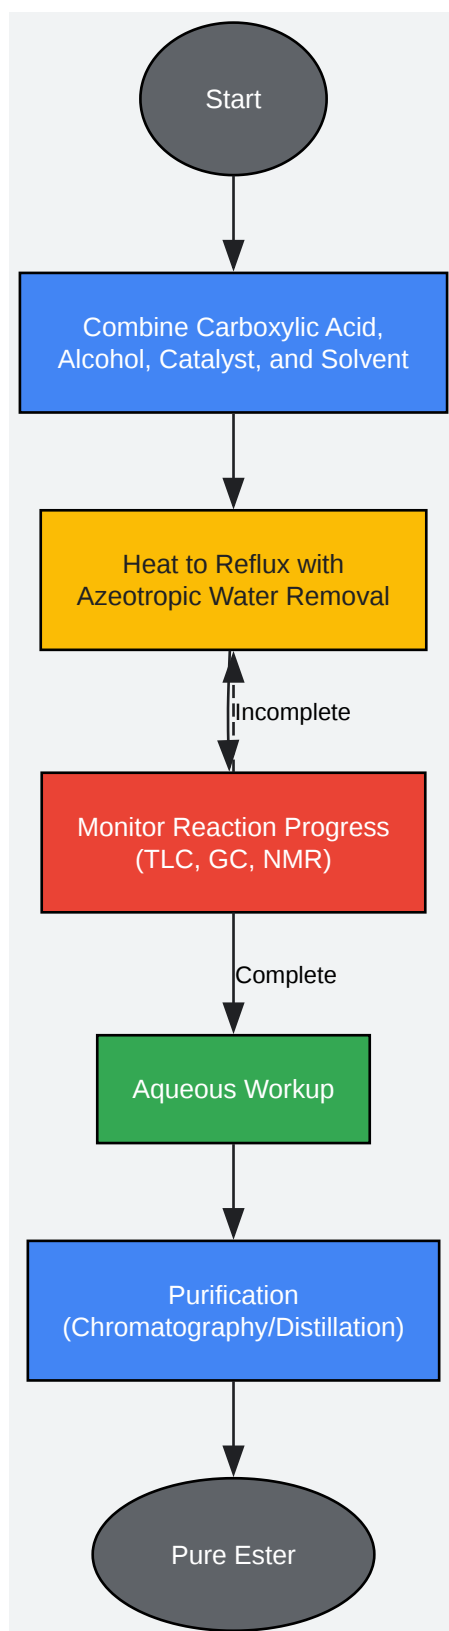 Start
Combine Carboxylic Acid,
Alcohol, Catalyst, and Solvent
Heat to Reflux with
Azeotropic Water Removal
Incomplete
Monitor Reaction Progress
(TLC, GC, NMR)
Complete
Aqueous Workup
Purification
(Chromatography/Distillation)
Pure Ester